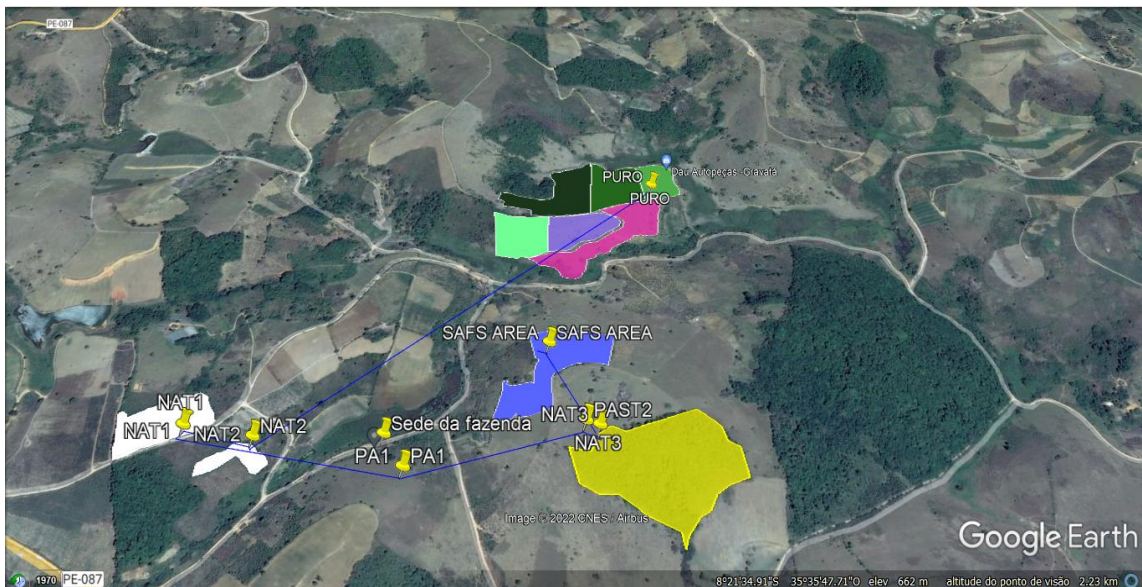 PE-087
PURO
Dau Autopeças -Gravatá
PURO
SAFS AREA
SAFS AREA
NAT1
NAT1
NAT2
NAT2
Sede da fazenda
PA1
PA1
NAT3
PAST2
NAT3
Image © 2022 CNES / Airbus
Google Earth
1970
PE-087
8°21'34.91"S 35°35'47.71"O elev 662 m altitude do ponto de visão 2.23 km